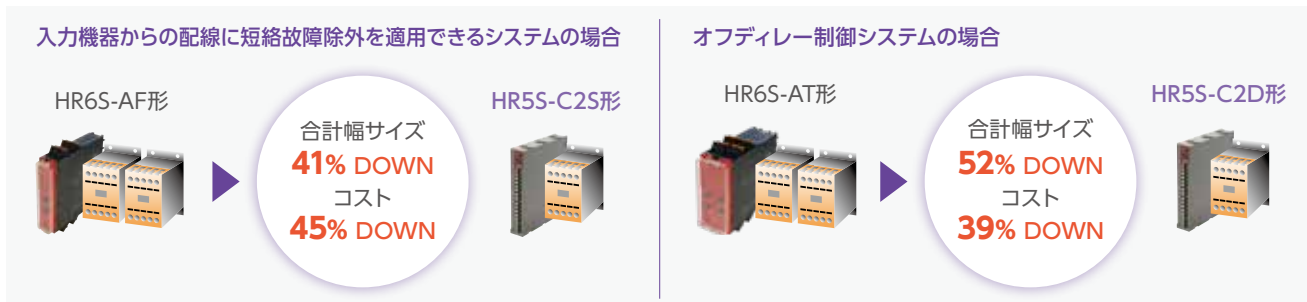 入力機器からの配線に短絡故障除外を適用できるシステムの場合
HR6S-AF形
合計幅サイズ
41% DOWN
コスト
45% DOWN
HR5S-C2S形
オフディレー制御システムの場合
HR6S-AT形
合計幅サイズ
52% DOWN
コスト
39% DOWN
HR5S-C2D形